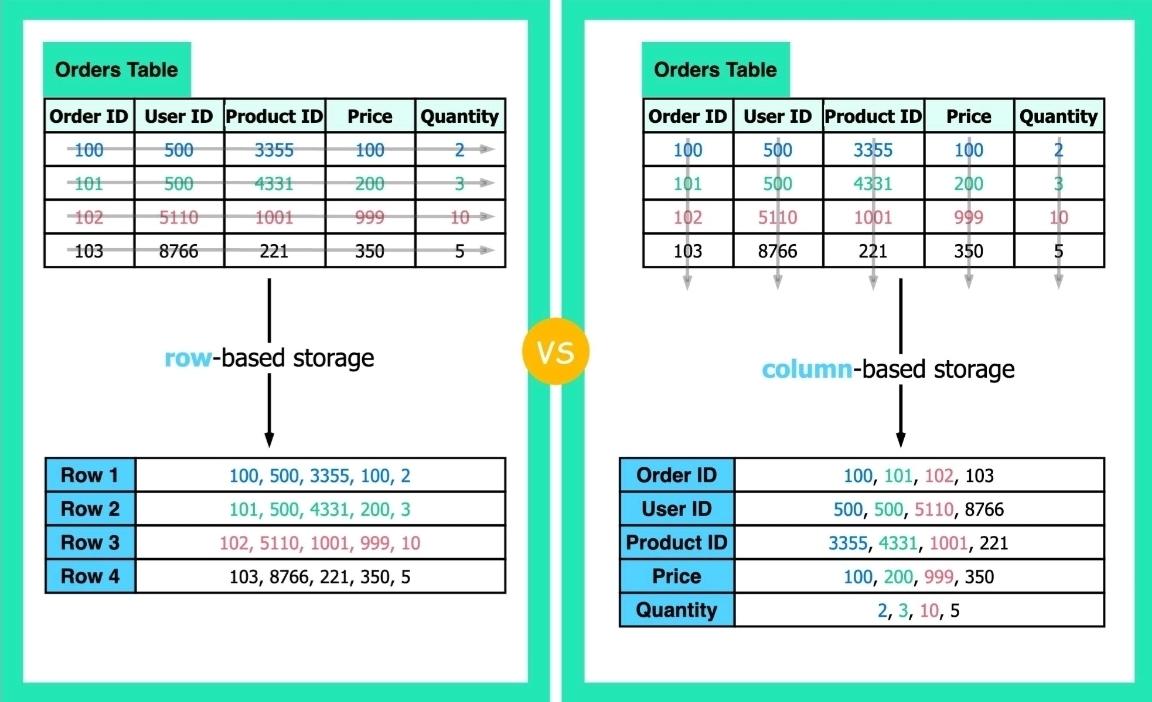 Orders Table
Order ID User ID Product ID Price Quantity
100 500 3355 100 2
101 500 4331 200 3
102 5110 1001 999 10
103 8766 221 350 5
row-based storage
Row 1 100, 500, 3355, 100, 2
Row 2 101, 500, 4331, 200, 3
Row 3 102, 5110, 1001, 999, 10
Row 4 103, 8766, 221, 350, 5
VS
Orders Table
Order ID User ID Product ID Price Quantity
100 500 3355 100 2
101 500 4331 200 3
102 5110 1001 999 10
103 8766 221 350 5
column-based storage
Order ID 100, 101, 102, 103
User ID 500, 500, 5110, 8766
Product ID 3355, 4331, 1001, 221
Price 100, 200, 999, 350
Quantity 2, 3, 10, 5